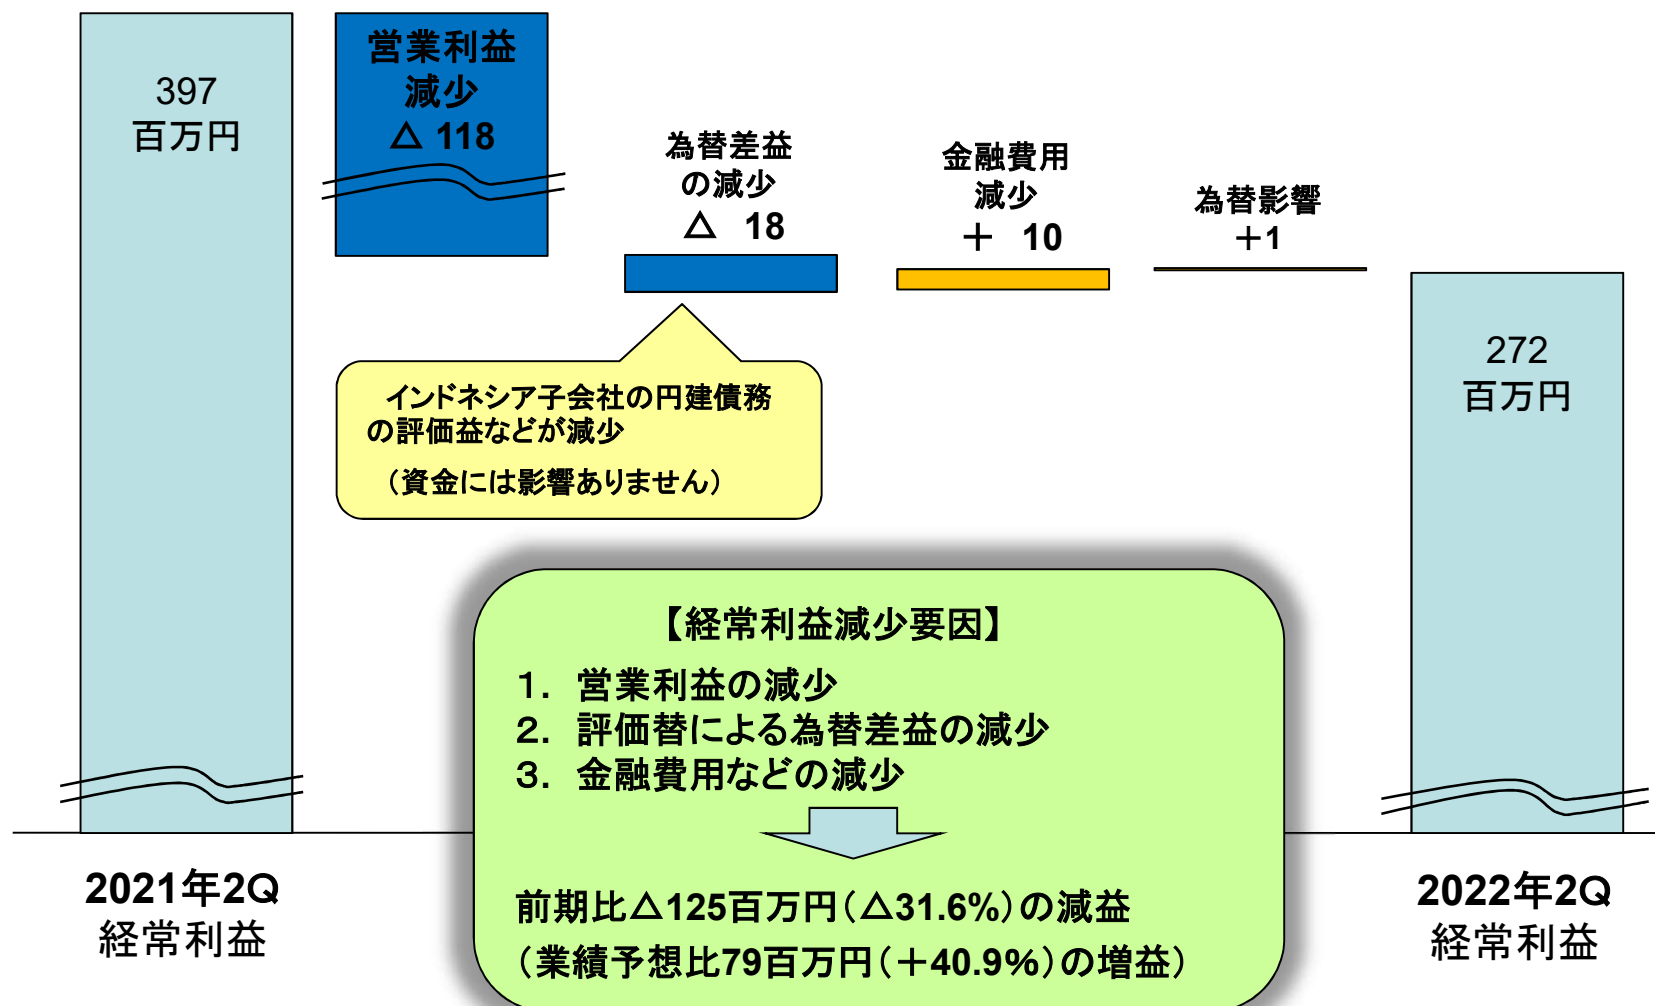 397
百万円
営業利益
減少
△ 118
為替差益
の減少
△ 18
金融費用
減少
＋ 10
為替影響
＋1
272
百万円
インドネシア子会社の円建債務
の評価益などが減少
（資金には影響ありません）
【経常利益減少要因】
1. 営業利益の減少
2. 評価替による為替差益の減少
3. 金融費用などの減少
前期比△125百万円（△31.6%）の減益
（業績予想比79百万円（＋40.9%）の増益）
2021年2Q
経常利益
2022年2Q
経常利益